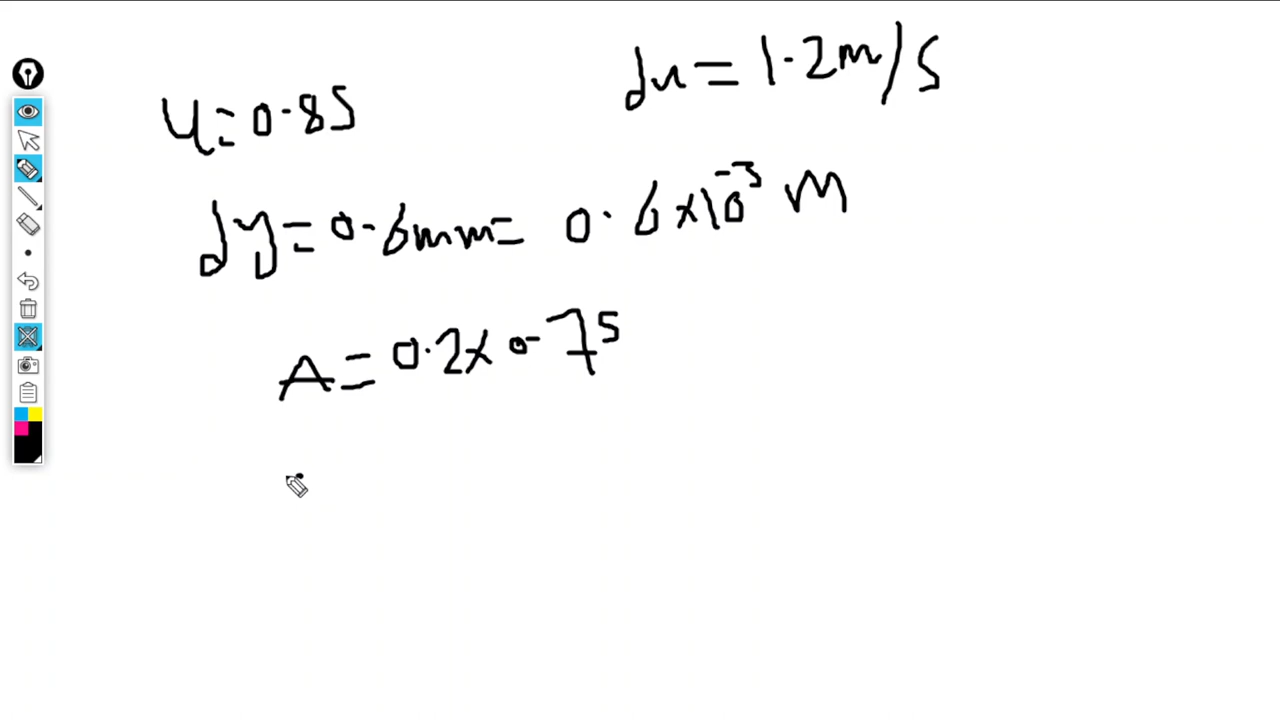 du = 1.2m/s
μ = 0.85
dy = 0.6mm = 0.6×10⁻³ m
A = 0.2 × 0.75